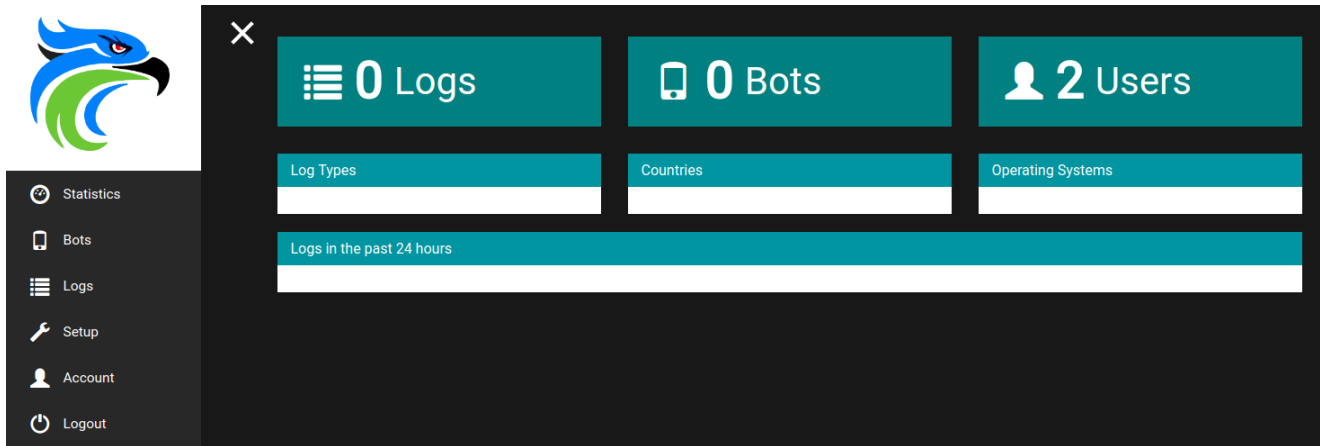 0 Logs
0 Bots
2 Users
Log Types
Countries
Operating Systems
Logs in the past 24 hours
Statistics
Bots
Logs
Setup
Account
Logout